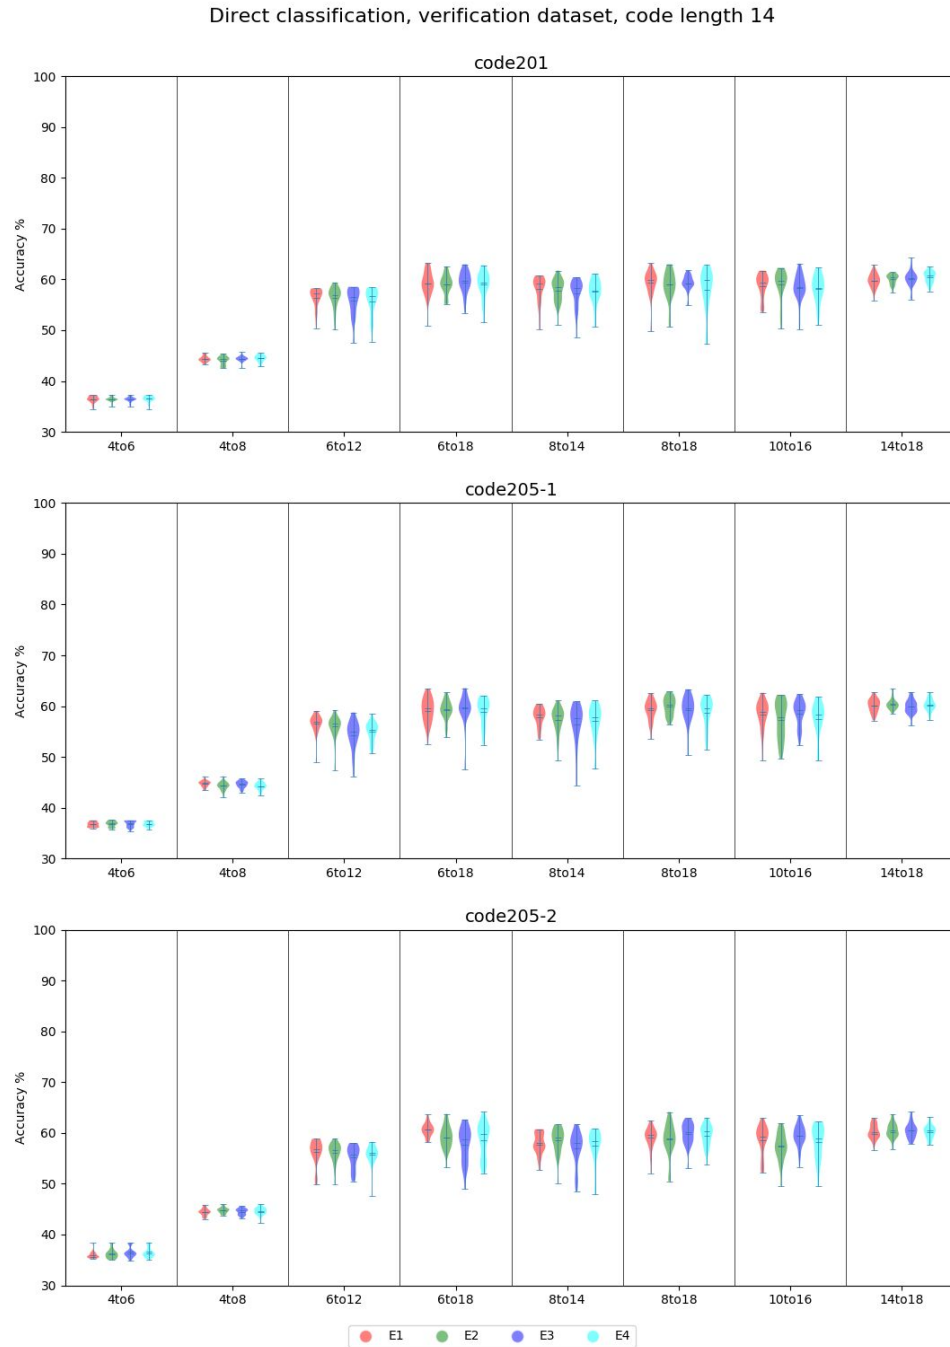 Direct classification, verification dataset, code length 14
code201
100
90
80
70
60
50
40
30
Accuracy %
4to6 4to8 6to12 6to18 8to14 8to18 10to16 14to18
code205-1
100
90
80
70
60
50
40
30
Accuracy %
4to6 4to8 6to12 6to18 8to14 8to18 10to16 14to18
code205-2
100
90
80
70
60
50
40
30
Accuracy %
4to6 4to8 6to12 6to18 8to14 8to18 10to16 14to18
E1 E2 E3 E4